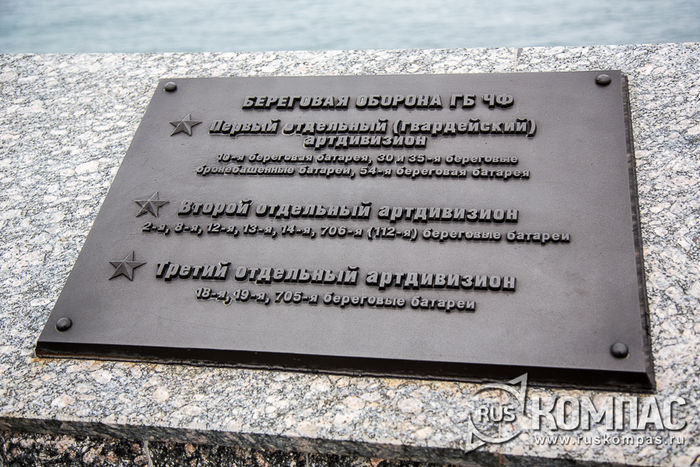 БЕРЕГОВАЯ ОБОРОНА ГБ ЧФ
Первый отдельный (гвардейский)
артдивизион
10-я береговая батарея, 30 и 35-я береговые
бронебашенные батареи, 54-я береговая батарея
Второй отдельный артдивизион
2-я, 8-я, 12-я, 13-я, 14-я, 706-я (112-я) береговые батареи
Третий отдельный артдивизион
18-я, 19-я, 705-я береговые батареи
RUS КОМПАС
www.ruskompas.ru